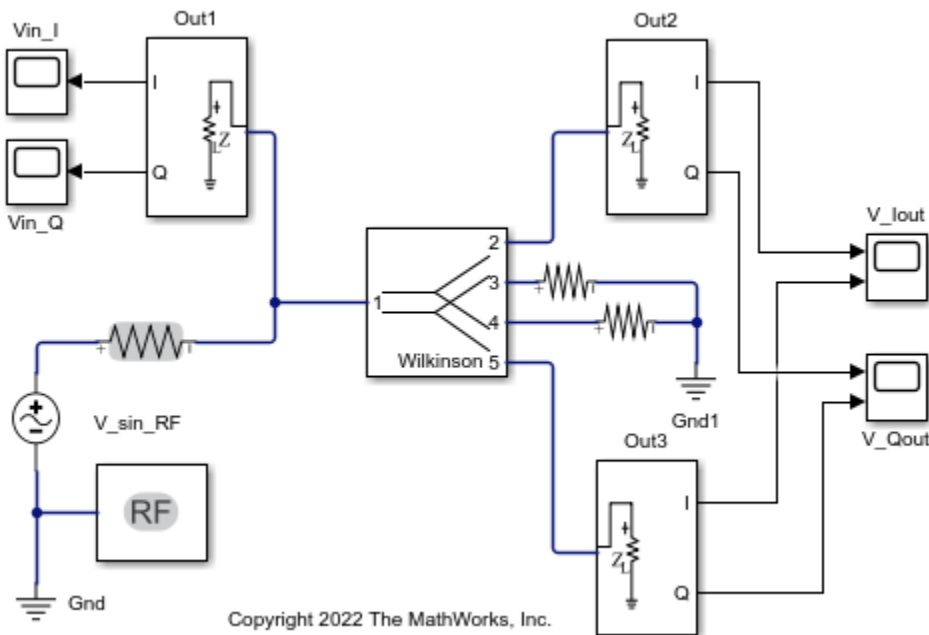 Vin_I
Out1
Out2
I
+
Z
L
I
+
Z
L
Q
Vin_Q
Q
V_Iout
2
3
+
1
4
+
Wilkinson
5
+
V_sin_RF
+
−
Gnd1
V_Qout
Out3
RF
I
+
Z
L
Q
Gnd
Copyright 2022 The MathWorks, Inc.